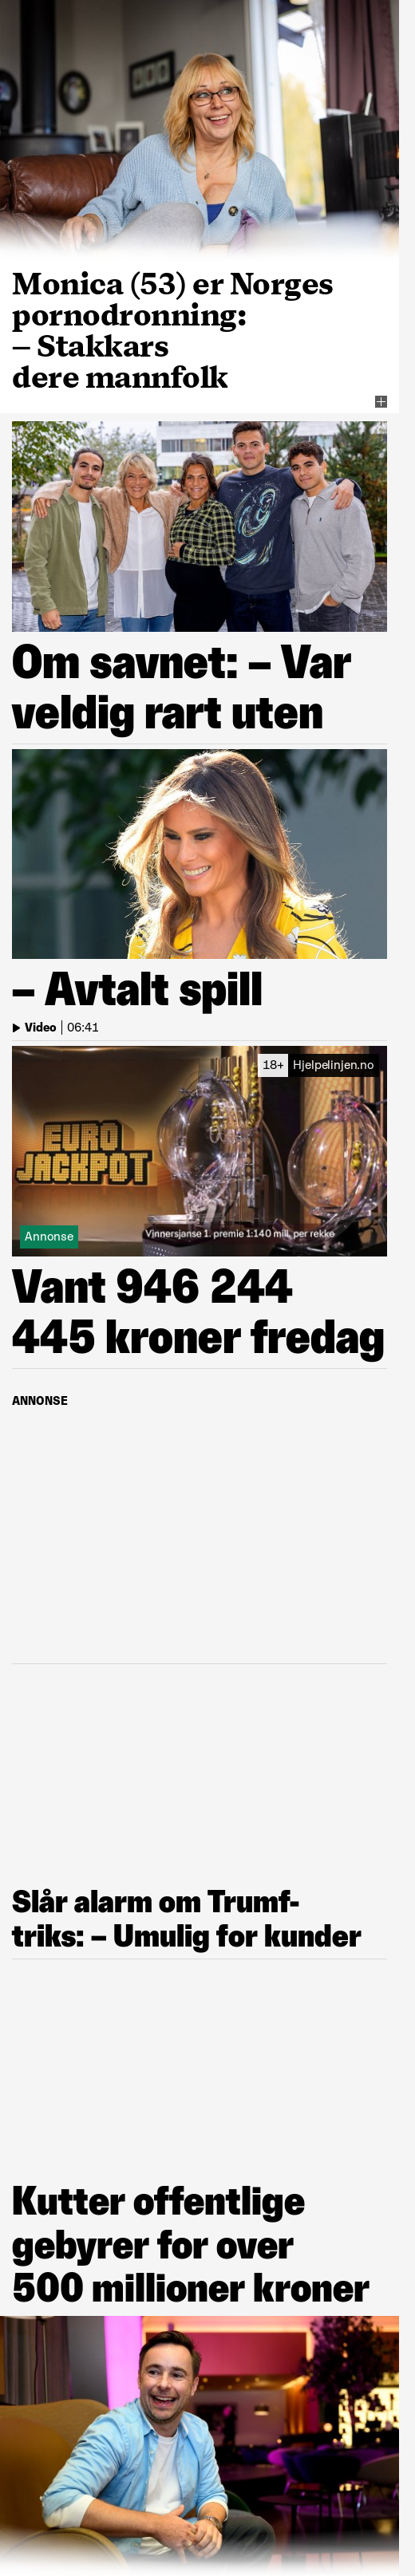 Monica (53) er Norges
pornodronning:
– Stakkars
dere mannfolk
Om savnet: – Var
veldig rart uten
– Avtalt spill
Video | 06:41
18+ Hjelpelinjen.no
EURO
JACKPOT
Vinnersjanse 1. premie 1:140 mill. per rekke
Annonse
Vant 946 244
445 kroner fredag
ANNONSE
Slår alarm om Trumf-
triks: – Umulig for kunder
Kutter offentlige
gebyrer for over
500 millioner kroner